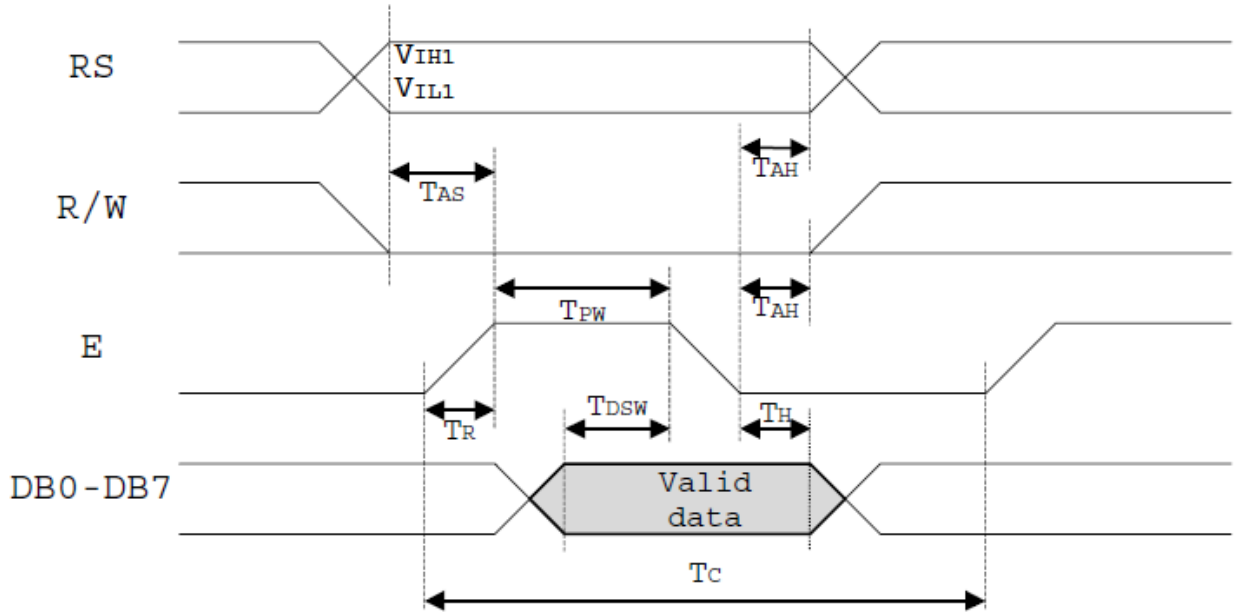 RS
VIH1
VIL1
TAS
TAH
R/W
TPW
TAH
E
TR
TDSW
TH
DB0-DB7
Valid
data
TC